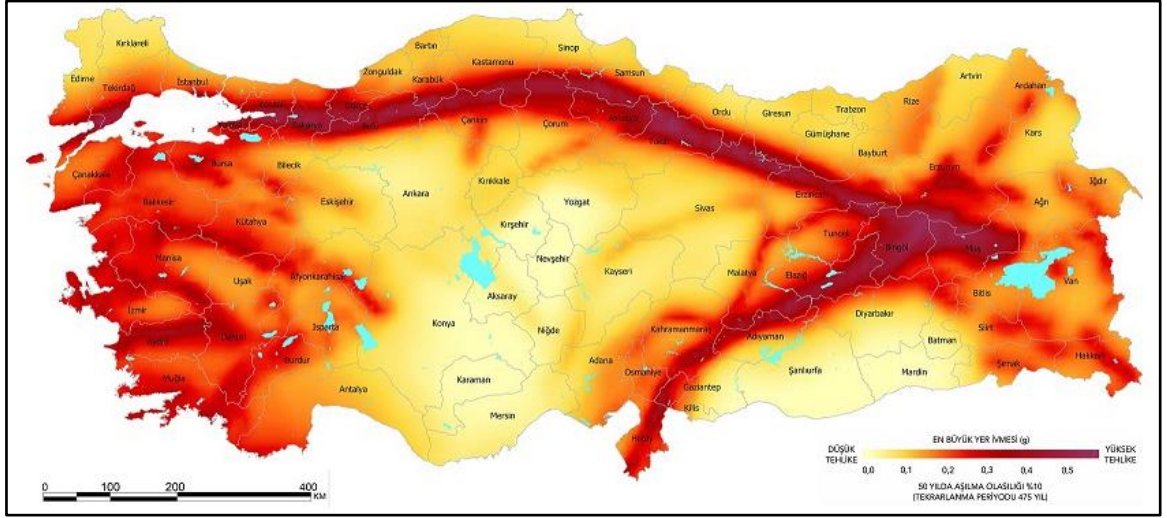 Kırklareli
Edirne
Tekirdağ
İstanbul
Zonguldak
Bartın
Karabük
Kastamonu
Sinop
Samsun
Ordu
Giresun
Trabzon
Rize
Artvin
Ardahan
Kars
Gümüşhane
Bayburt
Erzurum
Iğdır
Ağrı
Çanakkale
Balıkesir
Bursa
Bilecik
Eskişehir
Kütahya
Ankara
Çankırı
Çorum
Kırıkkale
Yozgat
Kırşehir
Sivas
Nevşehir
Kayseri
Aksaray
Niğde
Konya
Karaman
Mersin
Antalya
Manisa
Uşak
Afyonkarahisar
İzmir
Isparta
Burdur
Muğla
Malatya
Elazığ
Bingöl
Muş
Bitlis
Van
Siirt
Hakkari
Şırnak
Batman
Mardin
Diyarbakır
Şanlıurfa
Adıyaman
Kahramanmaraş
Osmaniye
Adana
Gaziantep
Kilis
Hatay
EN BÜYÜK YER İVMESİ (g)
DÜŞÜK TEHLİKE
YÜKSEK TEHLİKE
0,0 0,1 0,2 0,3 0,4 0,5
50 YILDA AŞILMA OLASILIĞI %10
(TEKRARLANMA PERİYODU 475 YIL)
0 50 100 200 300 400
KM